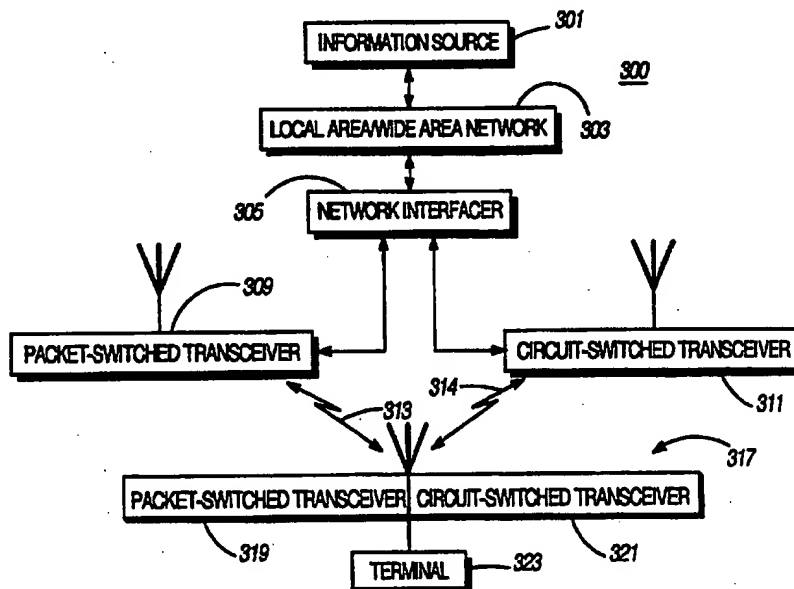 INFORMATION SOURCE
301
300
LOCAL AREA/WIDE AREA NETWORK
303
305
NETWORK INTERFACER
309
PACKET-SWITCHED TRANSCEIVER
CIRCUIT-SWITCHED TRANSCEIVER
314
311
313
317
PACKET-SWITCHED TRANSCEIVER
CIRCUIT-SWITCHED TRANSCEIVER
319
321
TERMINAL
323